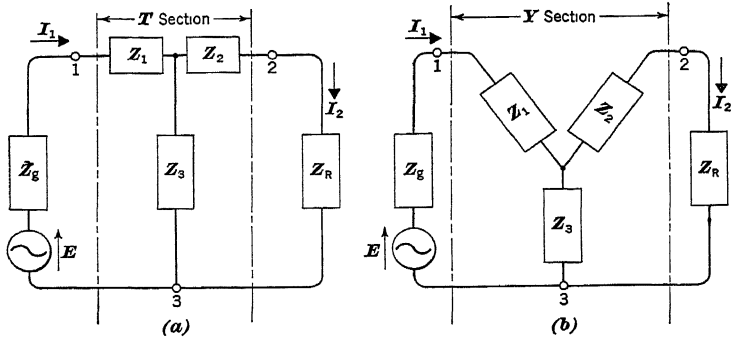 T Section
I₁
1
Z₁
Z₂
2
I₂
Zg
Z₃
ZR
E
3
(a)
Y Section
I₁
1
Z₁
Z₂
2
I₂
Zg
ZR
Z₃
E
3
(b)